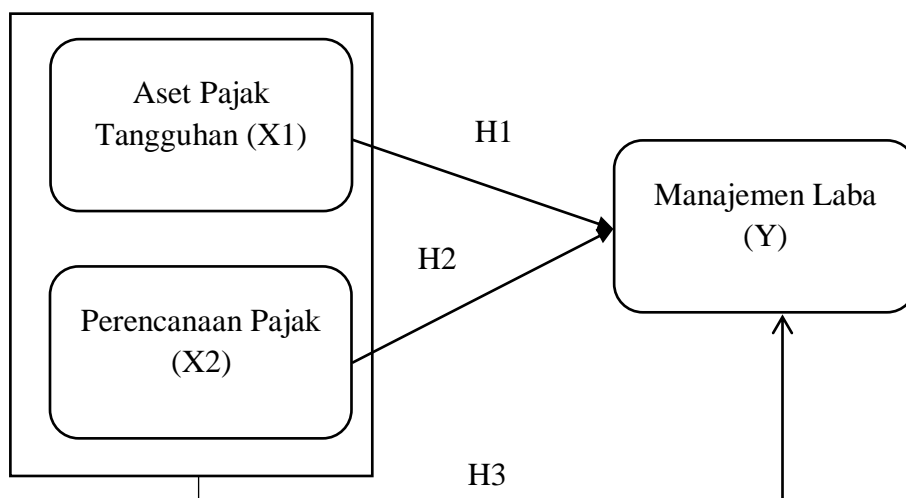 Aset Pajak
Tangguhan (X1)
H1
Manajemen Laba
(Y)
H2
Perencanaan Pajak
(X2)
H3